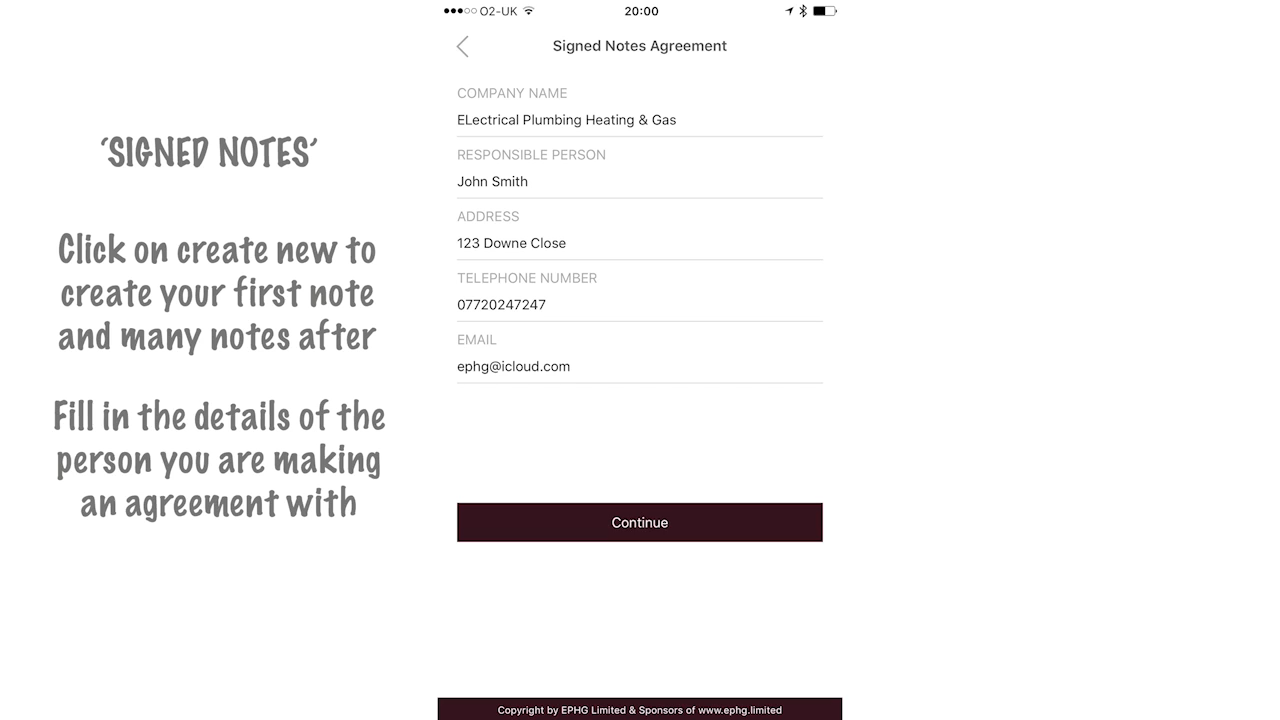 ‘SIGNED NOTES’
Click on create new to
create your first note
and many notes after
Fill in the details of the
person you are making
an agreement with
O2-UK 20:00
Signed Notes Agreement
COMPANY NAME
ELectrical Plumbing Heating & Gas
RESPONSIBLE PERSON
John Smith
ADDRESS
123 Downe Close
TELEPHONE NUMBER
07720247247
EMAIL
ephg@icloud.com
Continue
Copyright by EPHG Limited & Sponsors of www.ephg.limited